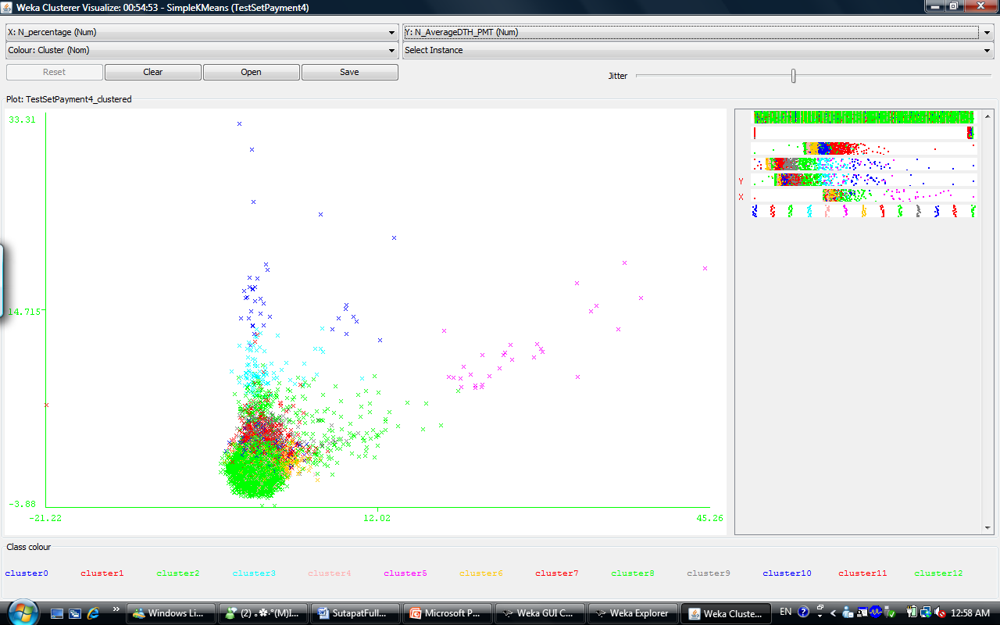 Weka Clusterer Visualize: 00:54:53 - SimpleKMeans (TestSetPayment4)
X: N_percentage (Num) Y: N_AverageDTH_PMT (Num)
Colour: Cluster (Nom) Select Instance
Reset Clear Open Save Jitter
Plot: TestSetPayment4_clustered
33.31
14.715
-3.88
-21.22 12.02 45.26
Y
X
Class colour
cluster0 cluster1 cluster2 cluster3 cluster4 cluster5 cluster6 cluster7 cluster8 cluster9 cluster10 cluster11 cluster12
Windows Li... (2) ｡✽·°(M)I... SutapatFull... Microsoft P... Weka GUI C... Weka Explorer Weka Cluste... EN 12:58 AM